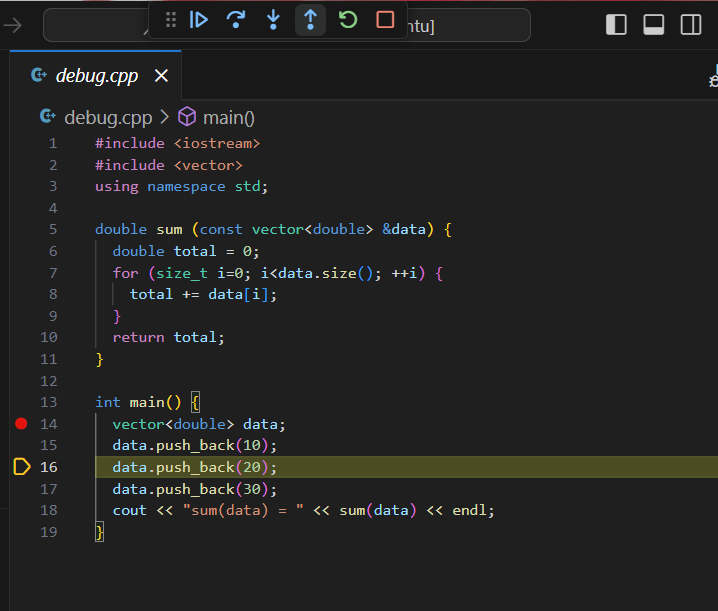 ntu]
debug.cpp
debug.cpp > main()
1 #include <iostream>
2 #include <vector>
3 using namespace std;
4
5 double sum (const vector<double> &data) {
6 double total = 0;
7 for (size_t i=0; i<data.size(); ++i) {
8 total += data[i];
9 }
10 return total;
11 }
12
13 int main() {
14 vector<double> data;
15 data.push_back(10);
16 data.push_back(20);
17 data.push_back(30);
18 cout << "sum(data) = " << sum(data) << endl;
19 }